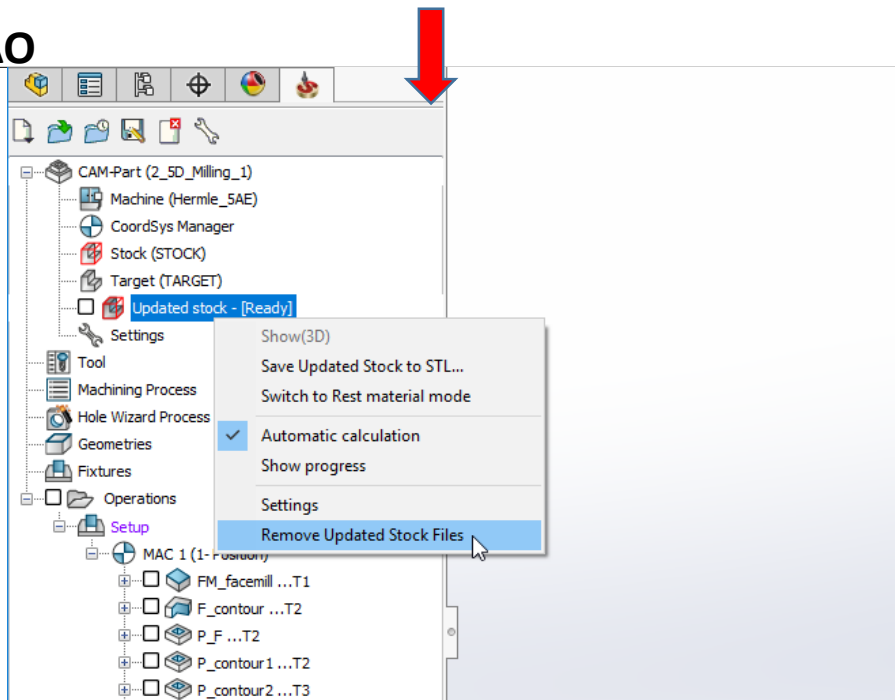 CAM-Part (2_5D_Milling_1)
Machine (Hermle_5AE)
CoordSys Manager
Stock (STOCK)
Target (TARGET)
Updated stock - [Ready]
Settings
Tool
Machining Process
Hole Wizard Process
Geometries
Fixtures
Operations
Setup
MAC 1 (1- Position)
FM_facemill ...T1
F_contour ...T2
P_F ...T2
P_contour1 ...T2
P_contour2 ...T3
Show(3D)
Save Updated Stock to STL...
Switch to Rest material mode
Automatic calculation
Show progress
Settings
Remove Updated Stock Files